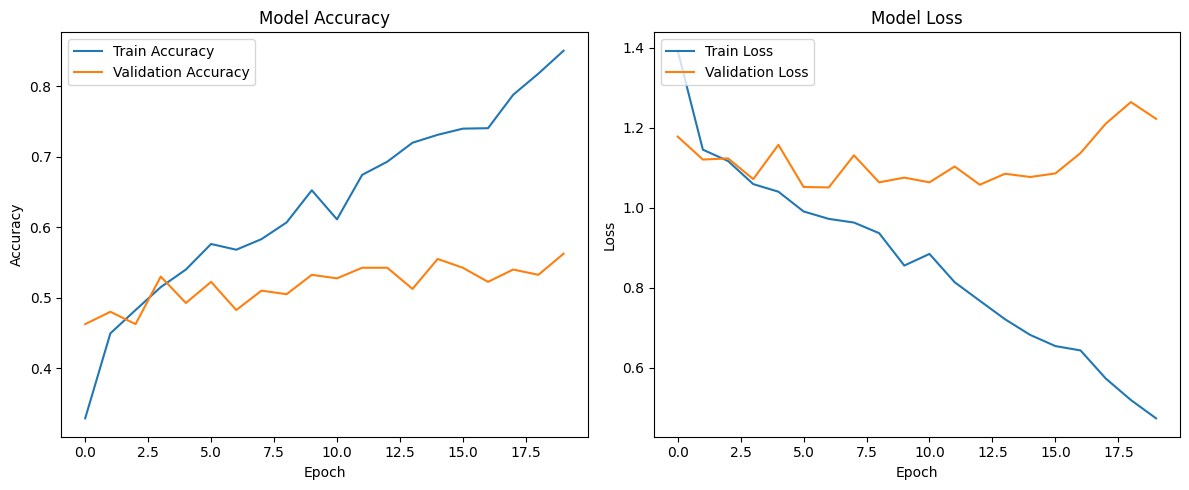 Model Accuracy
Train Accuracy
Validation Accuracy
Accuracy
0.8
0.7
0.6
0.5
0.4
0.0 2.5 5.0 7.5 10.0 12.5 15.0 17.5
Epoch
Model Loss
Train Loss
Validation Loss
Loss
1.4
1.2
1.0
0.8
0.6
0.0 2.5 5.0 7.5 10.0 12.5 15.0 17.5
Epoch